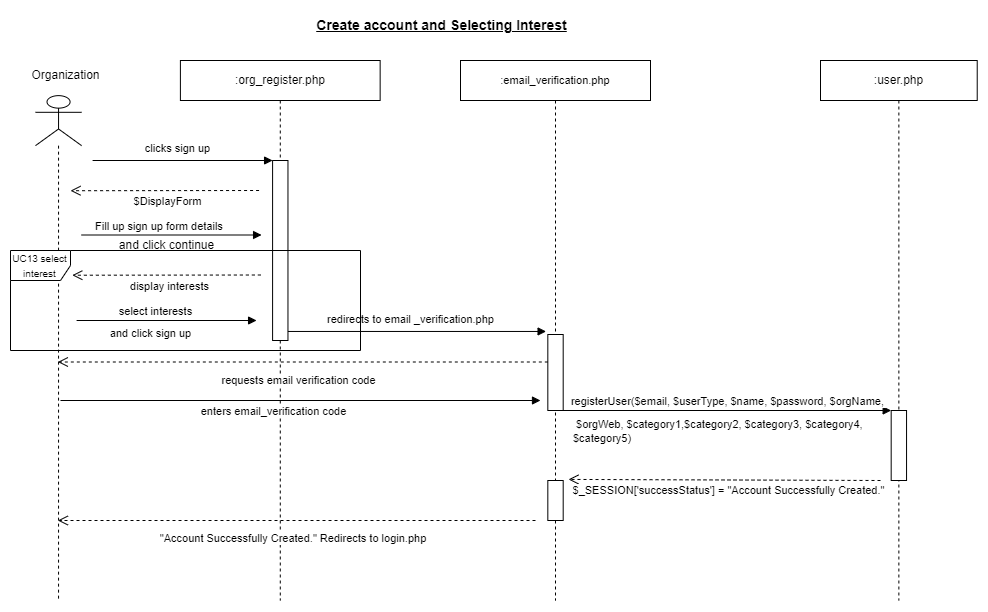 Create account and Selecting Interest
Organization
:org_register.php
:email_verification.php
:user.php
clicks sign up
$DisplayForm
Fill up sign up form details
and click continue
UC13 select
interest
display interests
select interests
and click sign up
redirects to email _verification.php
requests email verification code
enters email_verification code
registerUser($email, $userType, $name, $password, $orgName,
$orgWeb, $category1,$category2, $category3, $category4,
$category5)
$_SESSION['successStatus'] = "Account Successfully Created."
"Account Successfully Created." Redirects to login.php